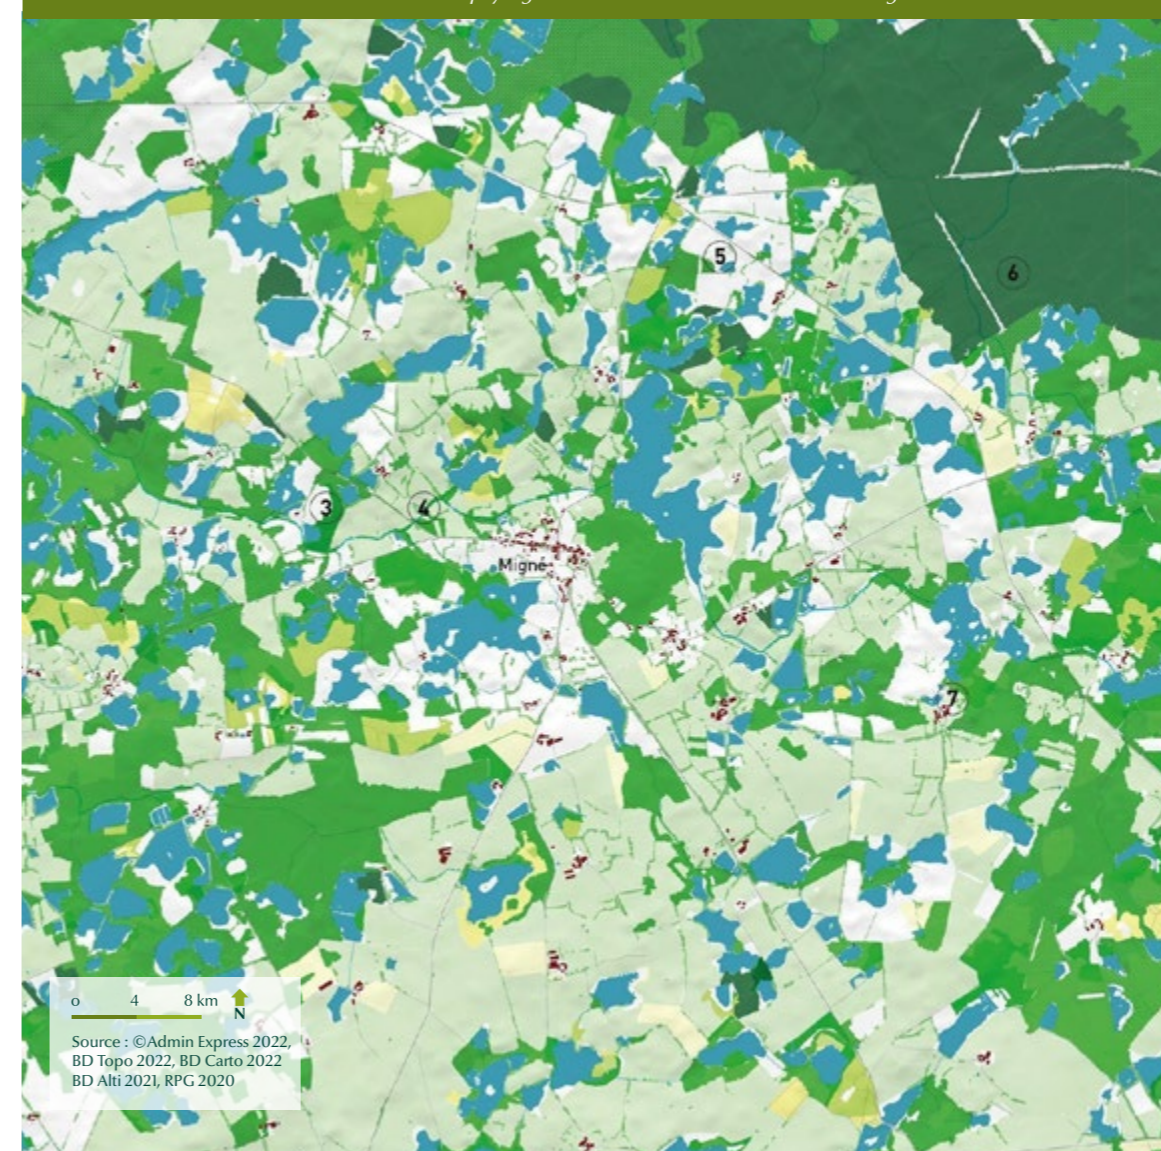 5
6
3
4
Migné
7
0 4 8 km
N
Source : ©Admin Express 2022,
BD Topo 2022, BD Carto 2022
BD Alti 2021, RPG 2020